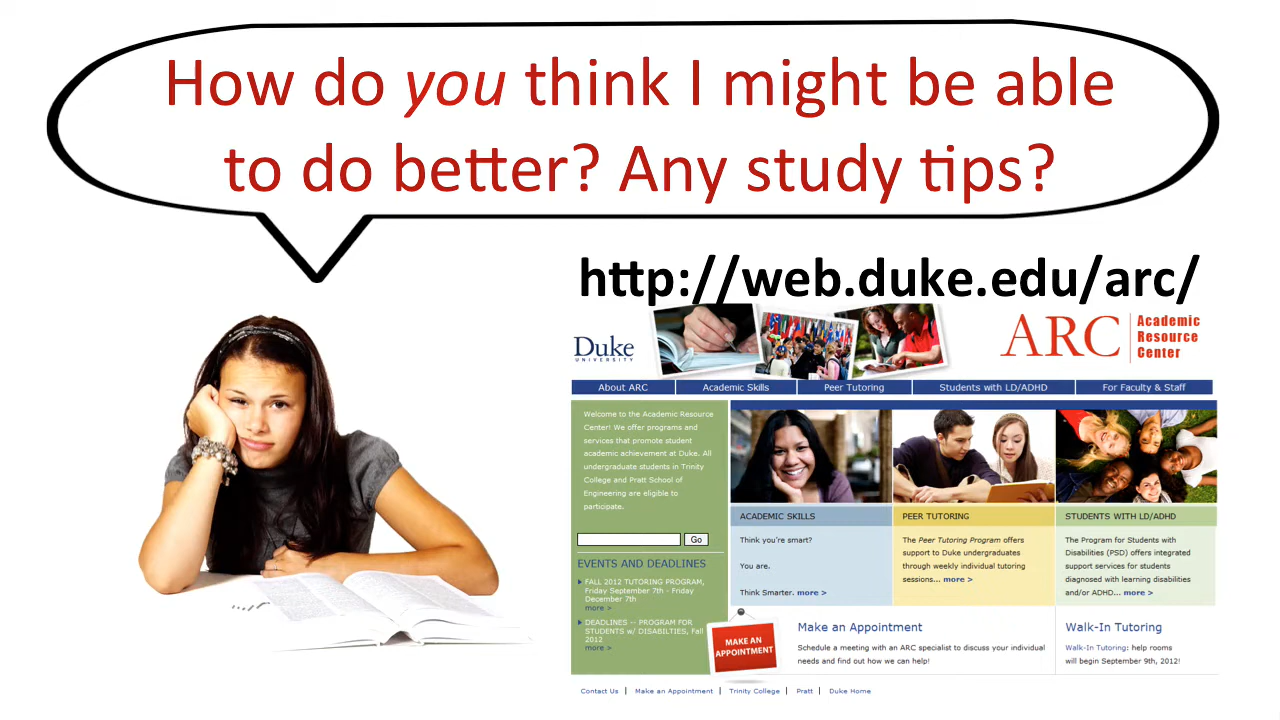 How do you think I might be able
to do better? Any study tips?
http://web.duke.edu/arc/
Duke
UNIVERSITY
ARC
Academic
Resource
Center
About ARC
Academic Skills
Peer Tutoring
Students with LD/ADHD
For Faculty & Staff
Welcome to the Academic Resource
Center! We offer programs and
services that promote student
academic achievement at Duke. All
undergraduate students in Trinity
College and Pratt School of
Engineering are eligible to
participate.
Go
EVENTS AND DEADLINES
FALL 2012 TUTORING PROGRAM,
Friday September 7th - Friday
December 7th
more >
DEADLINES -- PROGRAM FOR
STUDENTS w/ DISABILTIES, Fall
2012
more >
ACADEMIC SKILLS
Think you're smart?
You are.
Think Smarter. more >
PEER TUTORING
The Peer Tutoring Program offers
support to Duke undergraduates
through weekly individual tutoring
sessions... more >
STUDENTS WITH LD/ADHD
The Program for Students with
Disabilities (PSD) offers integrated
support services for students
diagnosed with learning disabilities
and/or ADHD... more >
MAKE AN
APPOINTMENT
Make an Appointment
Schedule a meeting with an ARC specialist to discuss your individual
needs and find out how we can help!
Walk-In Tutoring
Walk-In Tutoring: help rooms
will begin September 9th, 2012!
Contact Us | Make an Appointment | Trinity College | Pratt | Duke Home